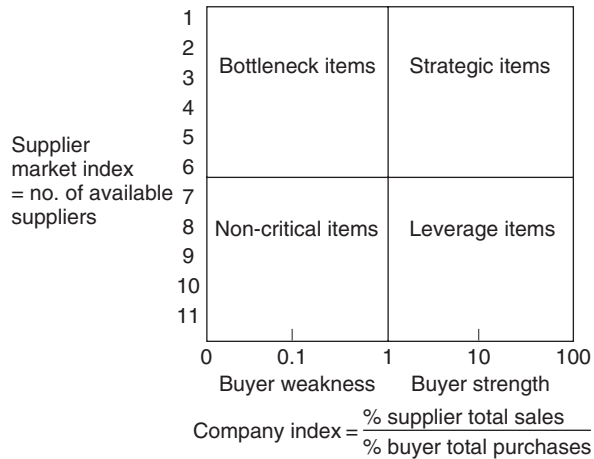 1
2
Bottleneck items Strategic items
3
4
5
Supplier
market index
6
= no. of available
7
suppliers
8
Non-critical items Leverage items
9
10
11
0 0.1 1 10 100
Buyer weakness Buyer strength
Company index = % supplier total sales
% buyer total purchases